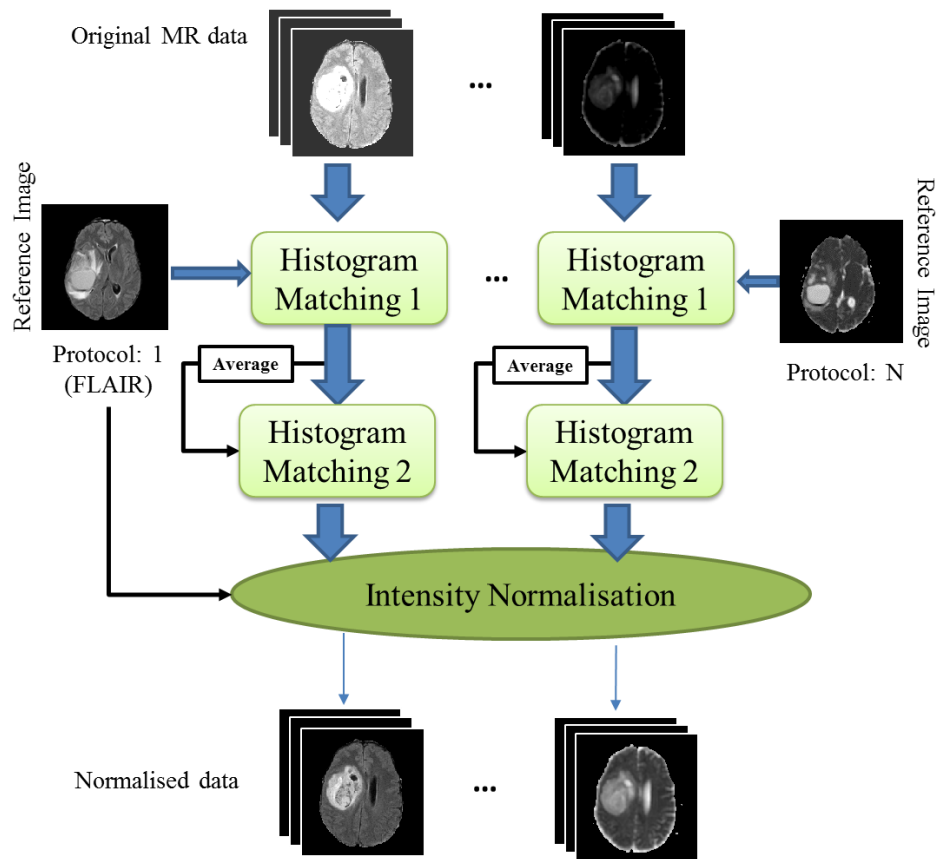 Original MR data
...
Reference Image
Reference Image
Histogram
Matching 1
...
Histogram
Matching 1
Protocol: 1
(FLAIR)
Protocol: N
Average
Average
Histogram
Matching 2
Histogram
Matching 2
Intensity Normalisation
Normalised data
...